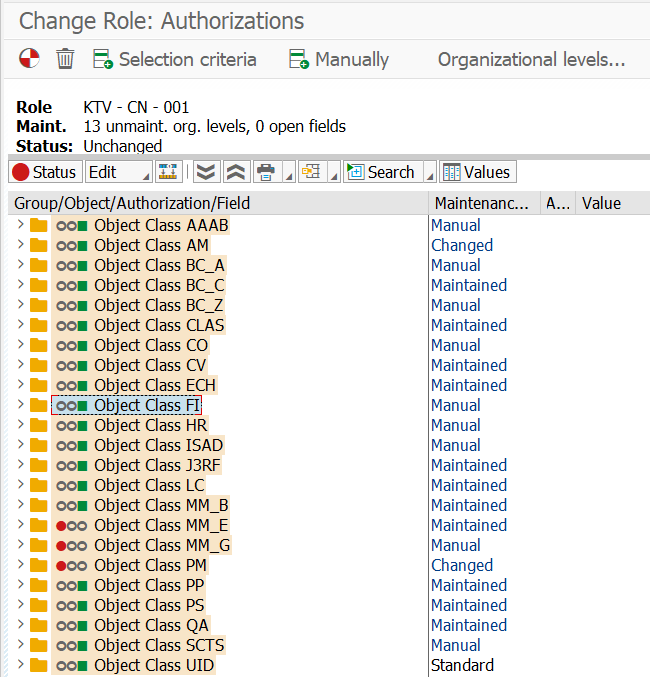 Change Role: Authorizations
Selection criteria Manually Organizational levels...
Role KTV - CN - 001
Maint. 13 unmaint. org. levels, 0 open fields
Status: Unchanged
Status Edit Search Values
Group/Object/Authorization/Field Maintenanc... A... Value
Object Class AAAB Manual
Object Class AM Changed
Object Class BC_A Manual
Object Class BC_C Maintained
Object Class BC_Z Manual
Object Class CLAS Maintained
Object Class CO Manual
Object Class CV Maintained
Object Class ECH Maintained
Object Class FI Manual
Object Class HR Manual
Object Class ISAD Manual
Object Class J3RF Maintained
Object Class LC Maintained
Object Class MM_B Maintained
Object Class MM_E Maintained
Object Class MM_G Manual
Object Class PM Changed
Object Class PP Maintained
Object Class PS Maintained
Object Class QA Maintained
Object Class SCTS Manual
Object Class UID Standard